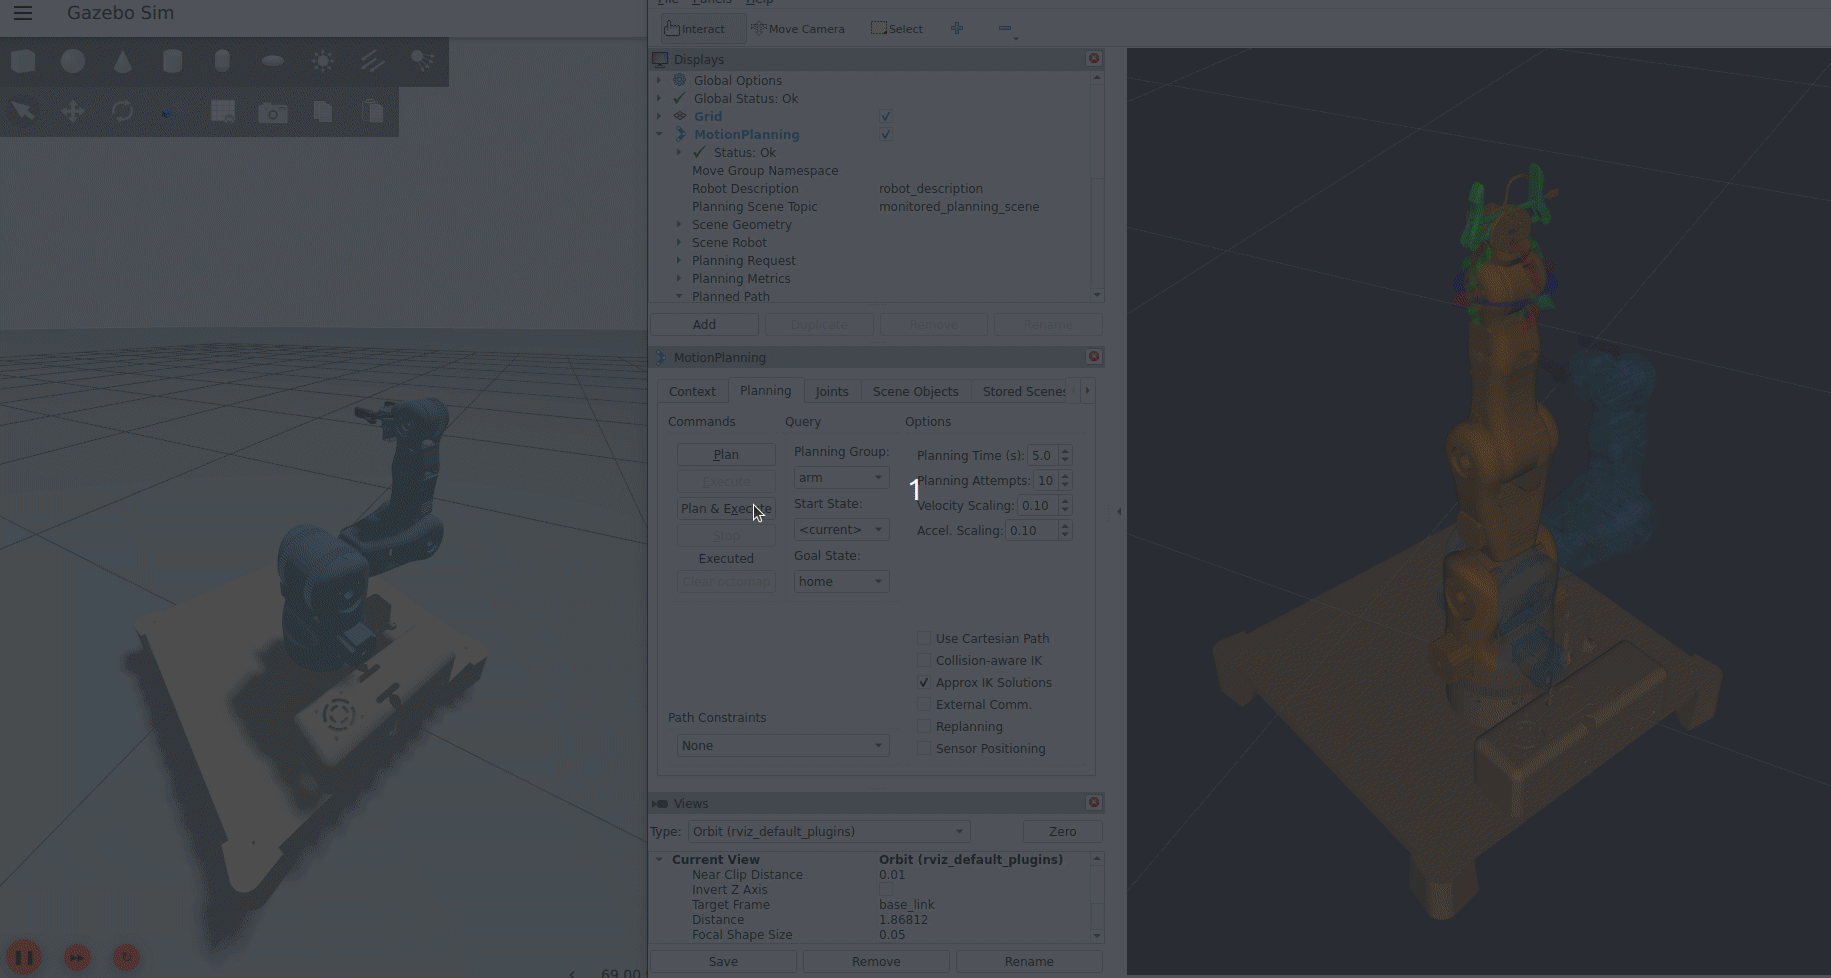 Gazebo Sim
File Panels Help
Interact Move Camera Select
Displays
Global Options
Global Status: Ok
Grid
MotionPlanning
Status: Ok
Move Group Namespace
Robot Description robot_description
Planning Scene Topic monitored_planning_scene
Scene Geometry
Scene Robot
Planning Request
Planning Metrics
Planned Path
Add Duplicate Remove Rename
MotionPlanning
Context Planning Joints Scene Objects Stored Scenes
Commands Query Options
Plan
Execute
Plan & Execute
Stop
Executed
Clear octomap
Planning Group:
arm
Start State:
<current>
Goal State:
home
Planning Time (s): 5.0
Planning Attempts: 10
Velocity Scaling: 0.10
Accel. Scaling: 0.10
1
Use Cartesian Path
Collision-aware IK
Approx IK Solutions
External Comm.
Replanning
Sensor Positioning
Path Constraints
None
Views
Type: Orbit (rviz_default_plugins) Zero
Current View Orbit (rviz_default_plugins)
Near Clip Distance 0.01
Invert Z Axis
Target Frame base_link
Distance 1.86812
Focal Shape Size 0.05
Save Remove Rename
69.00